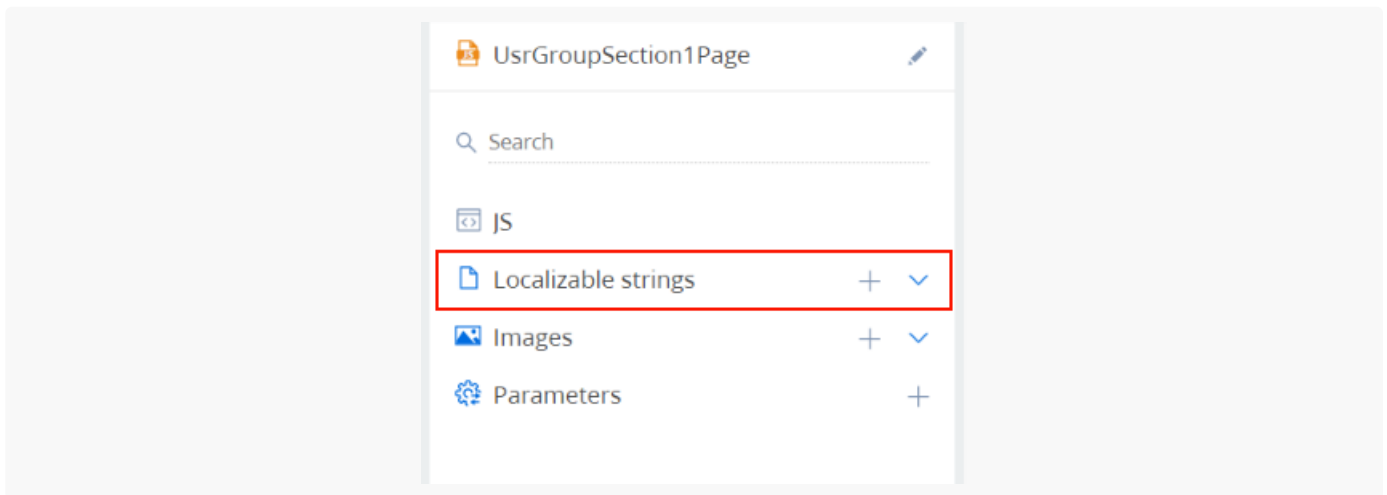 UsrGroupSection1Page
Search
JS
Localizable strings
Images
Parameters